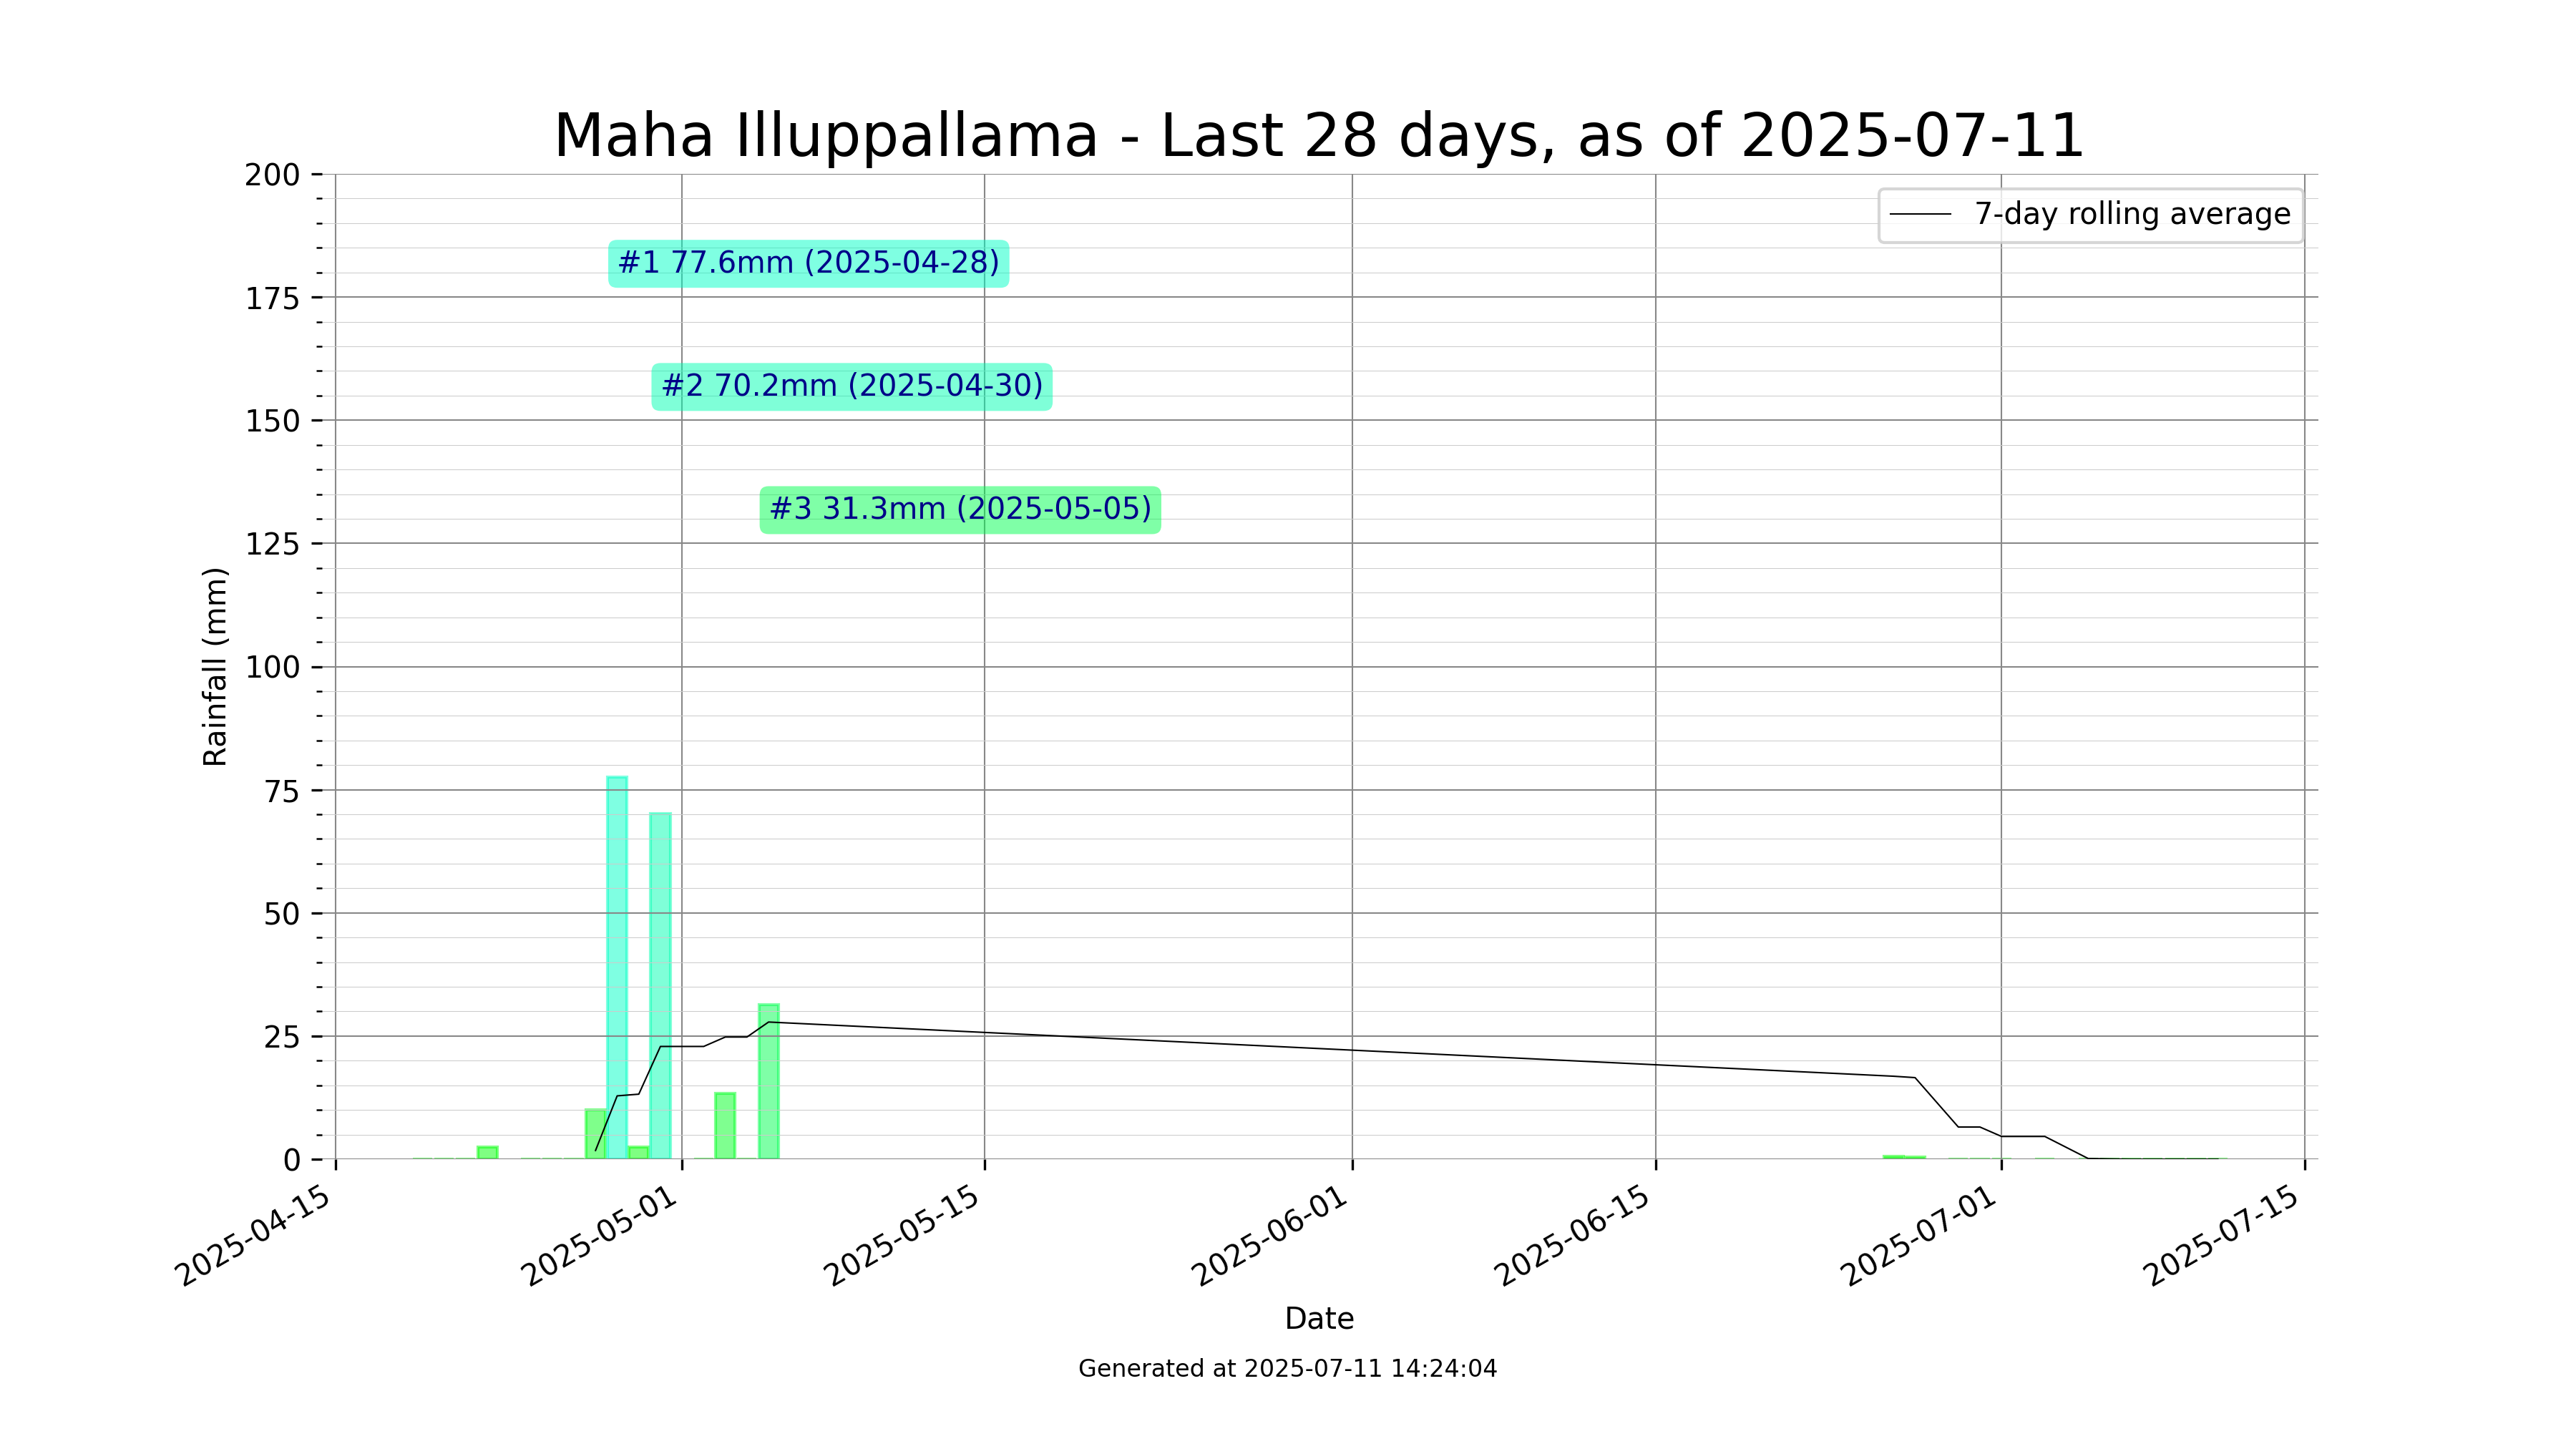 Maha Illuppallama - Last 28 days, as of 2025-07-11
200
175
150
125
100
75
50
25
0
Rainfall (mm)
7-day rolling average
#1 77.6mm (2025-04-28)
#2 70.2mm (2025-04-30)
#3 31.3mm (2025-05-05)
2025-04-15
2025-05-01
2025-05-15
2025-06-01
2025-06-15
2025-07-01
2025-07-15
Date
Generated at 2025-07-11 14:24:04